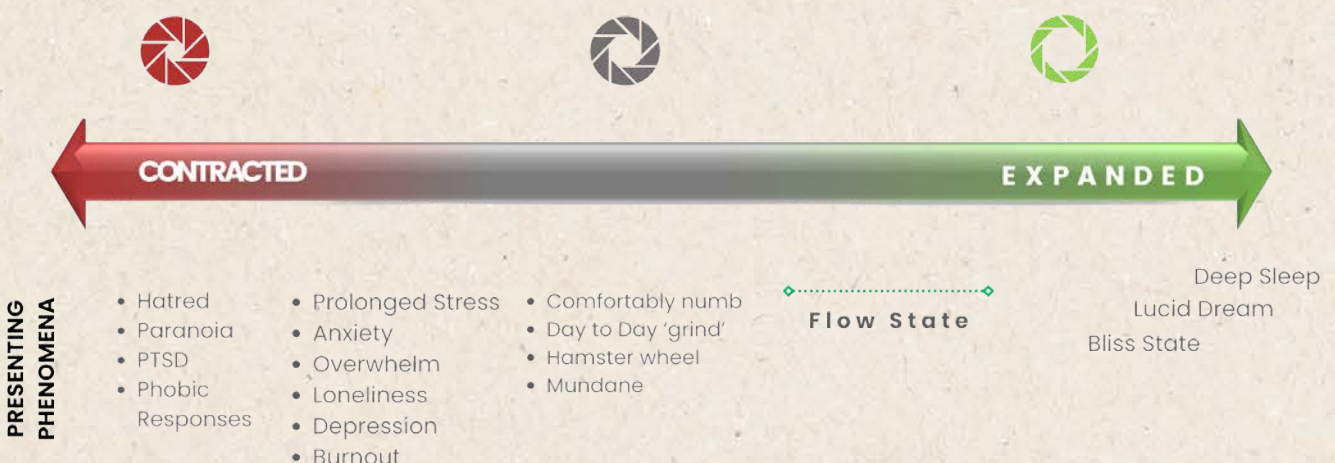 CONTRACTED
EXPANDED
PRESENTING
PHENOMENA
• Hatred
• Paranoia
• PTSD
• Phobic
Responses
• Prolonged Stress
• Anxiety
• Overwhelm
• Loneliness
• Depression
• Burnout
• Comfortably numb
• Day to Day ‘grind’
• Hamster wheel
• Mundane
Flow State
Deep Sleep
Lucid Dream
Bliss State